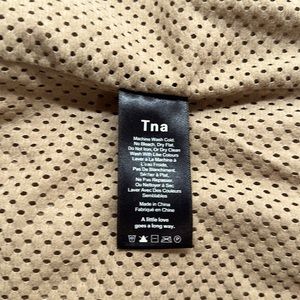 Tna
Machine Wash Cold.
No Bleach, Dry Flat.
Do Not Iron, Or Dry Clean
Wash With Like Colours
Laver À La Machine À
L'eau Froide.
Pas De Blanchiment.
Sécher À Plat.
Ne Pas Repasser,
Ou Nettoyer À Sec
Laver Avec Des Couleurs
Semblables
Made in China
Fabriqué en Chine
A little love
goes a long way.